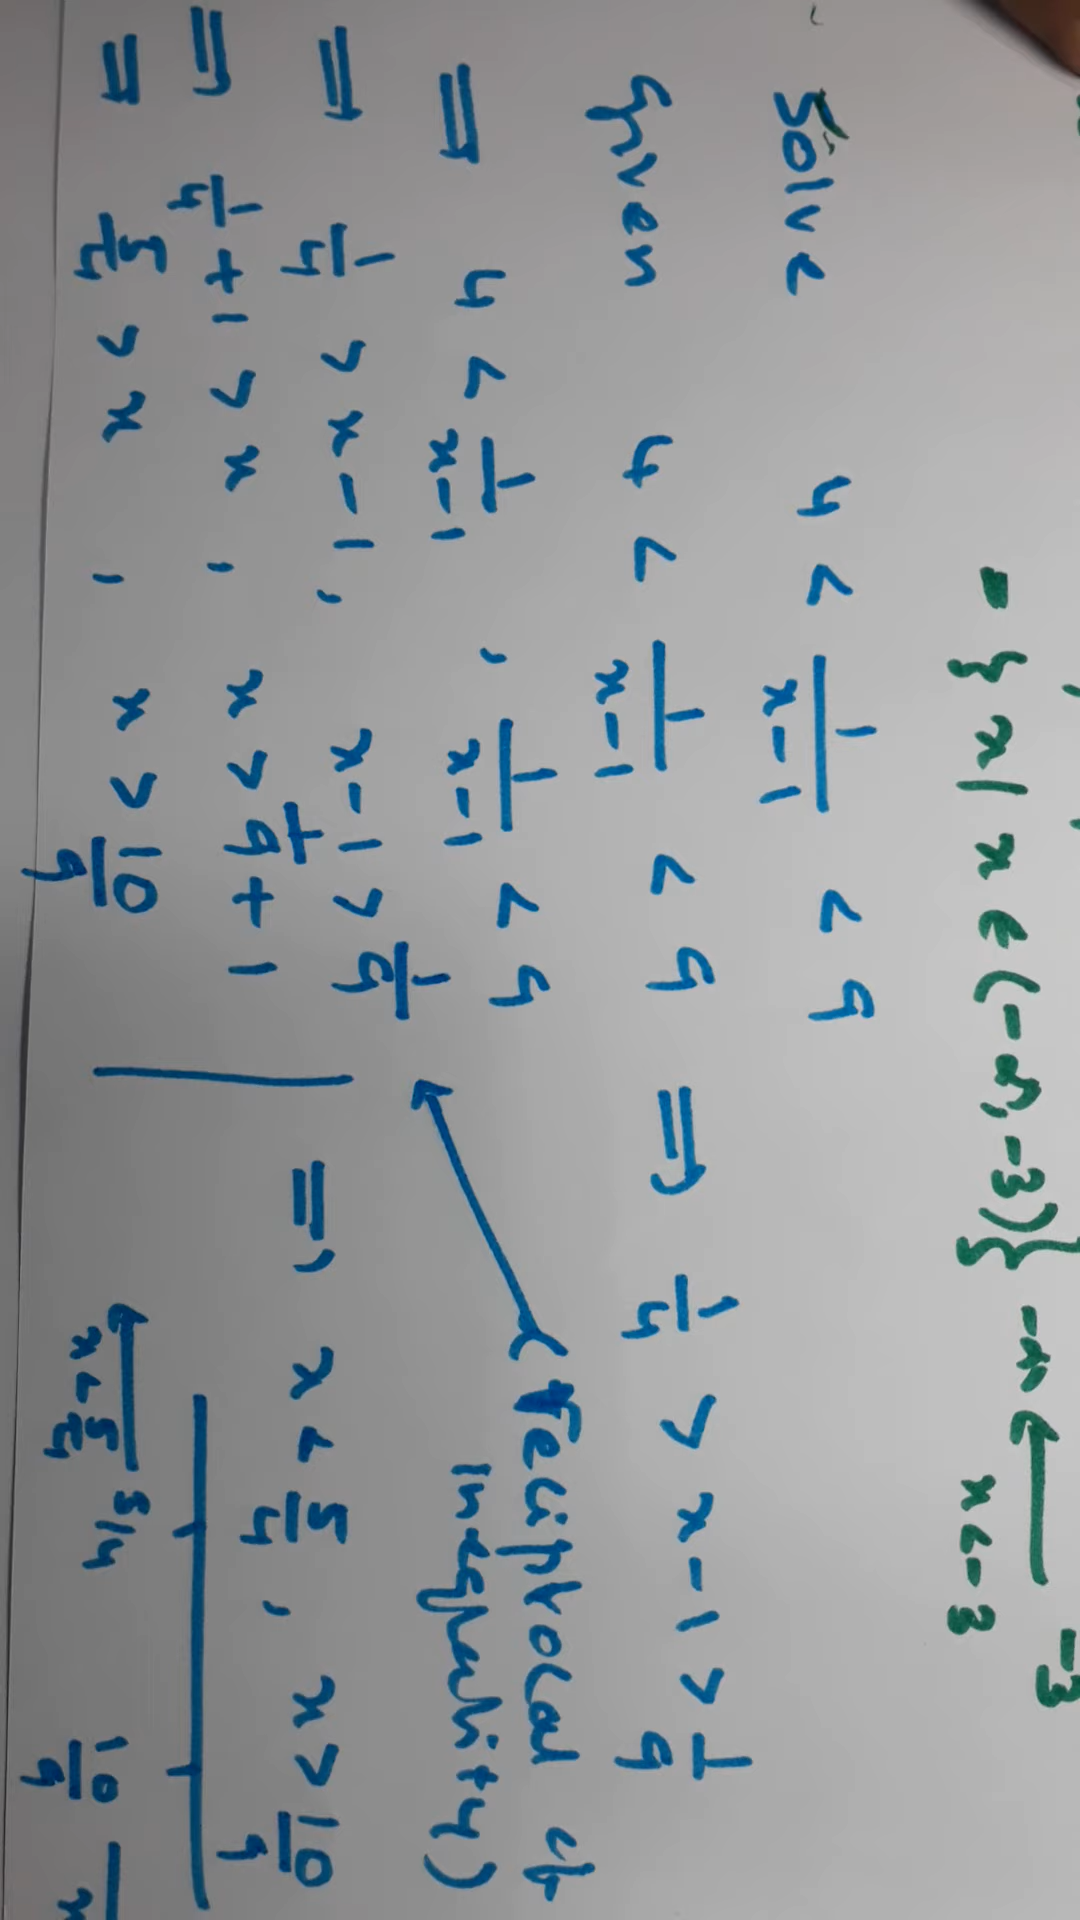 = { x | x ∈ (-∞, -3) }
-3
-∞ ←
x < -3
Solve 4 < 1/(x-1) < 9
Given 4 < 1/(x-1) < 9 ⇒ 1/4 > x-1 > 1/9
⇒ 4 < 1/(x-1) , 1/(x-1) < 9 (reciprocal of
inequality)
⇒ 1/4 > x-1 , x-1 > 1/9
⇒ 1/4 + 1 > x , x > 1/9 + 1 ⇒ x < 5/4 , x > 10/9
= 5/4 > x , x > 10/9
5/4 10/9
x < 5/4